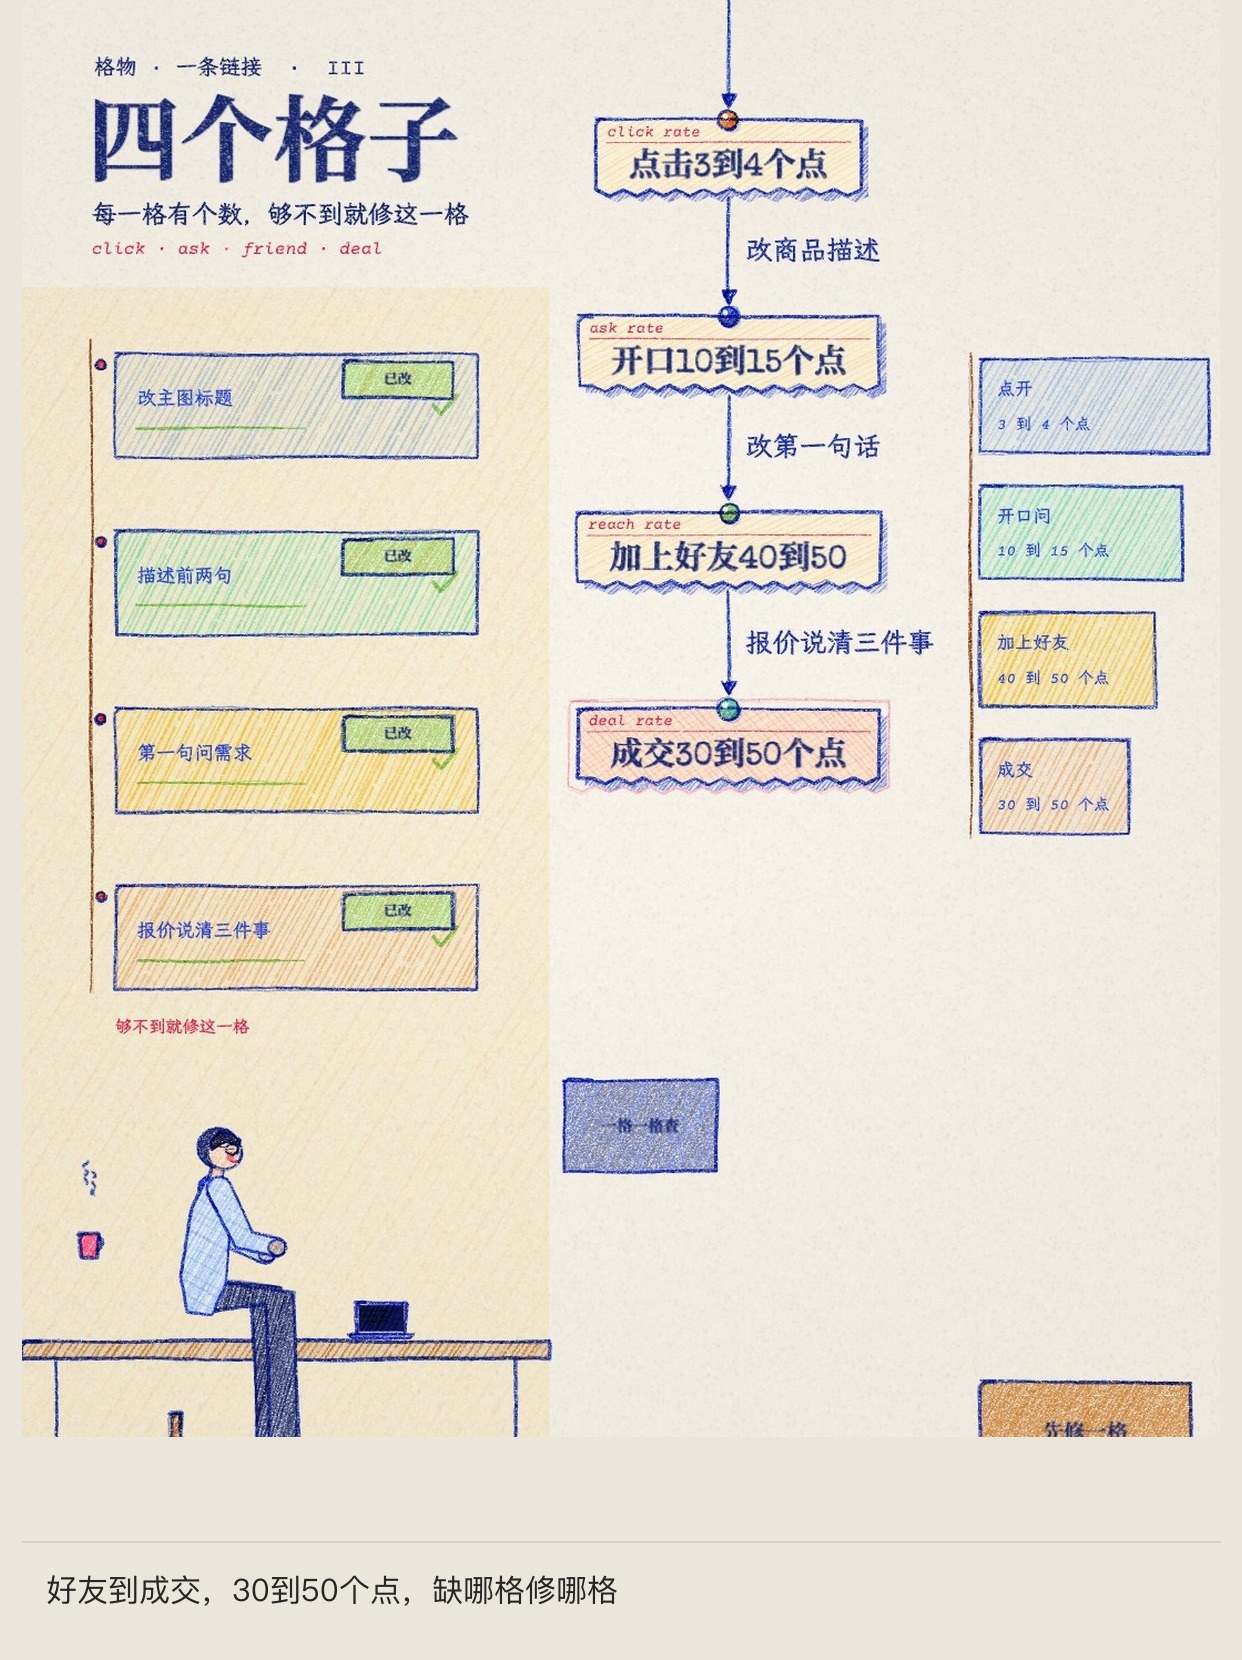 格物 · 一条链接 · III
四个格子
每一格有个数，够不到就修这一格
click · ask · friend · deal
改主图标题
已改
描述前两句
已改
第一句问需求
已改
报价说清三件事
已改
够不到就修这一格
click rate
点击3到4个点
改商品描述
ask rate
开口10到15个点
改第一句话
reach rate
加上好友40到50
报价说清三件事
deal rate
成交30到50个点
点开
3 到 4 个点
开口问
10 到 15 个点
加上好友
40 到 50 个点
成交
30 到 50 个点
一格一格查
先修一格
好友到成交，30到50个点，缺哪格修哪格